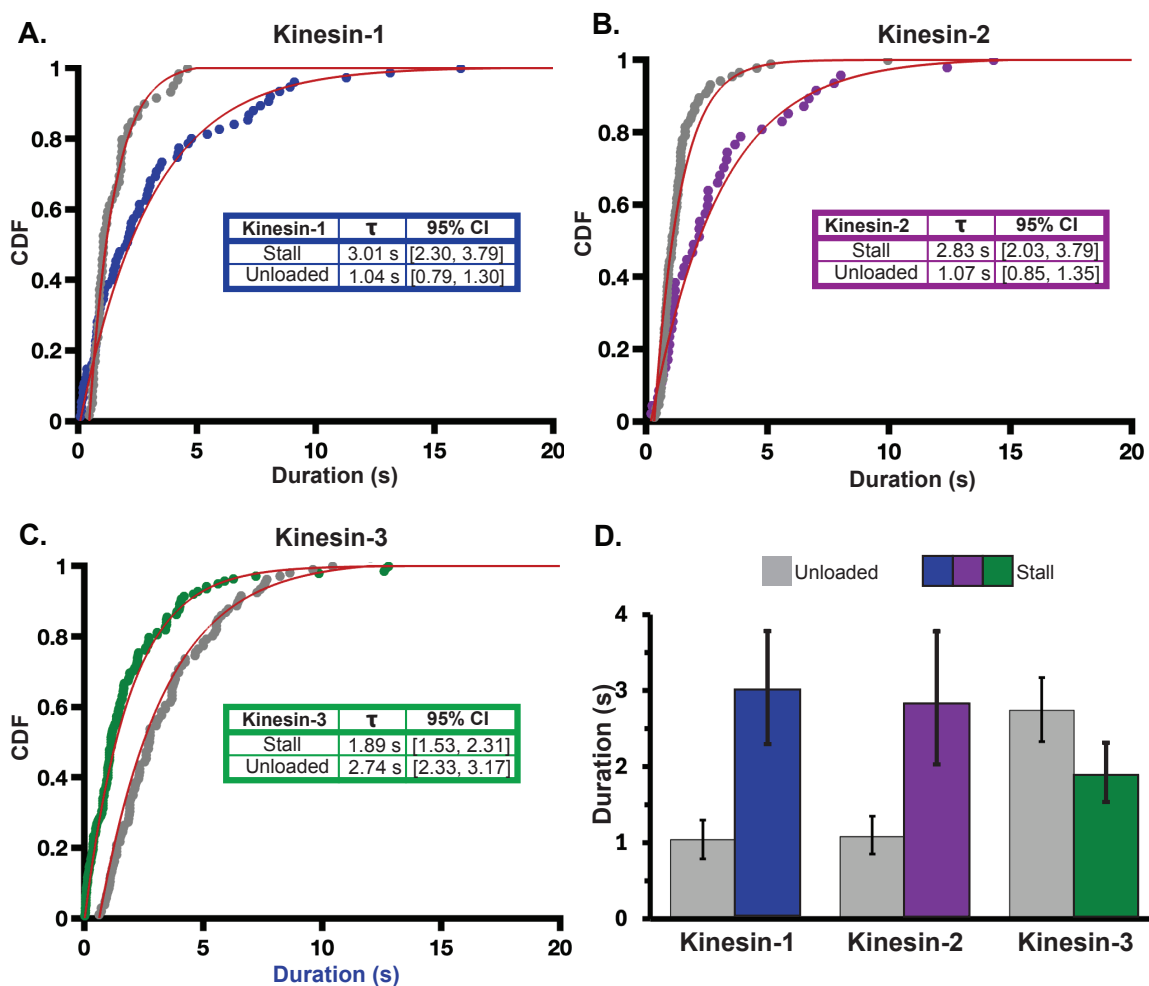 A.
Kinesin-1
CDF
1
0.8
0.6
0.4
0.2
0
Kinesin-1 τ 95% CI
Stall 3.01 s [2.30, 3.79]
Unloaded 1.04 s [0.79, 1.30]
0 5 10 15 20
Duration (s)
B.
Kinesin-2
CDF
1
0.8
0.6
0.4
0.2
0
Kinesin-2 τ 95% CI
Stall 2.83 s [2.03, 3.79]
Unloaded 1.07 s [0.85, 1.35]
0 5 10 15 20
Duration (s)
C.
Kinesin-3
CDF
1
0.8
0.6
0.4
0.2
0
Kinesin-3 τ 95% CI
Stall 1.89 s [1.53, 2.31]
Unloaded 2.74 s [2.33, 3.17]
0 5 10 15 20
Duration (s)
D.
Unloaded Stall
Duration (s)
4
3
2
1
0
Kinesin-1 Kinesin-2 Kinesin-3